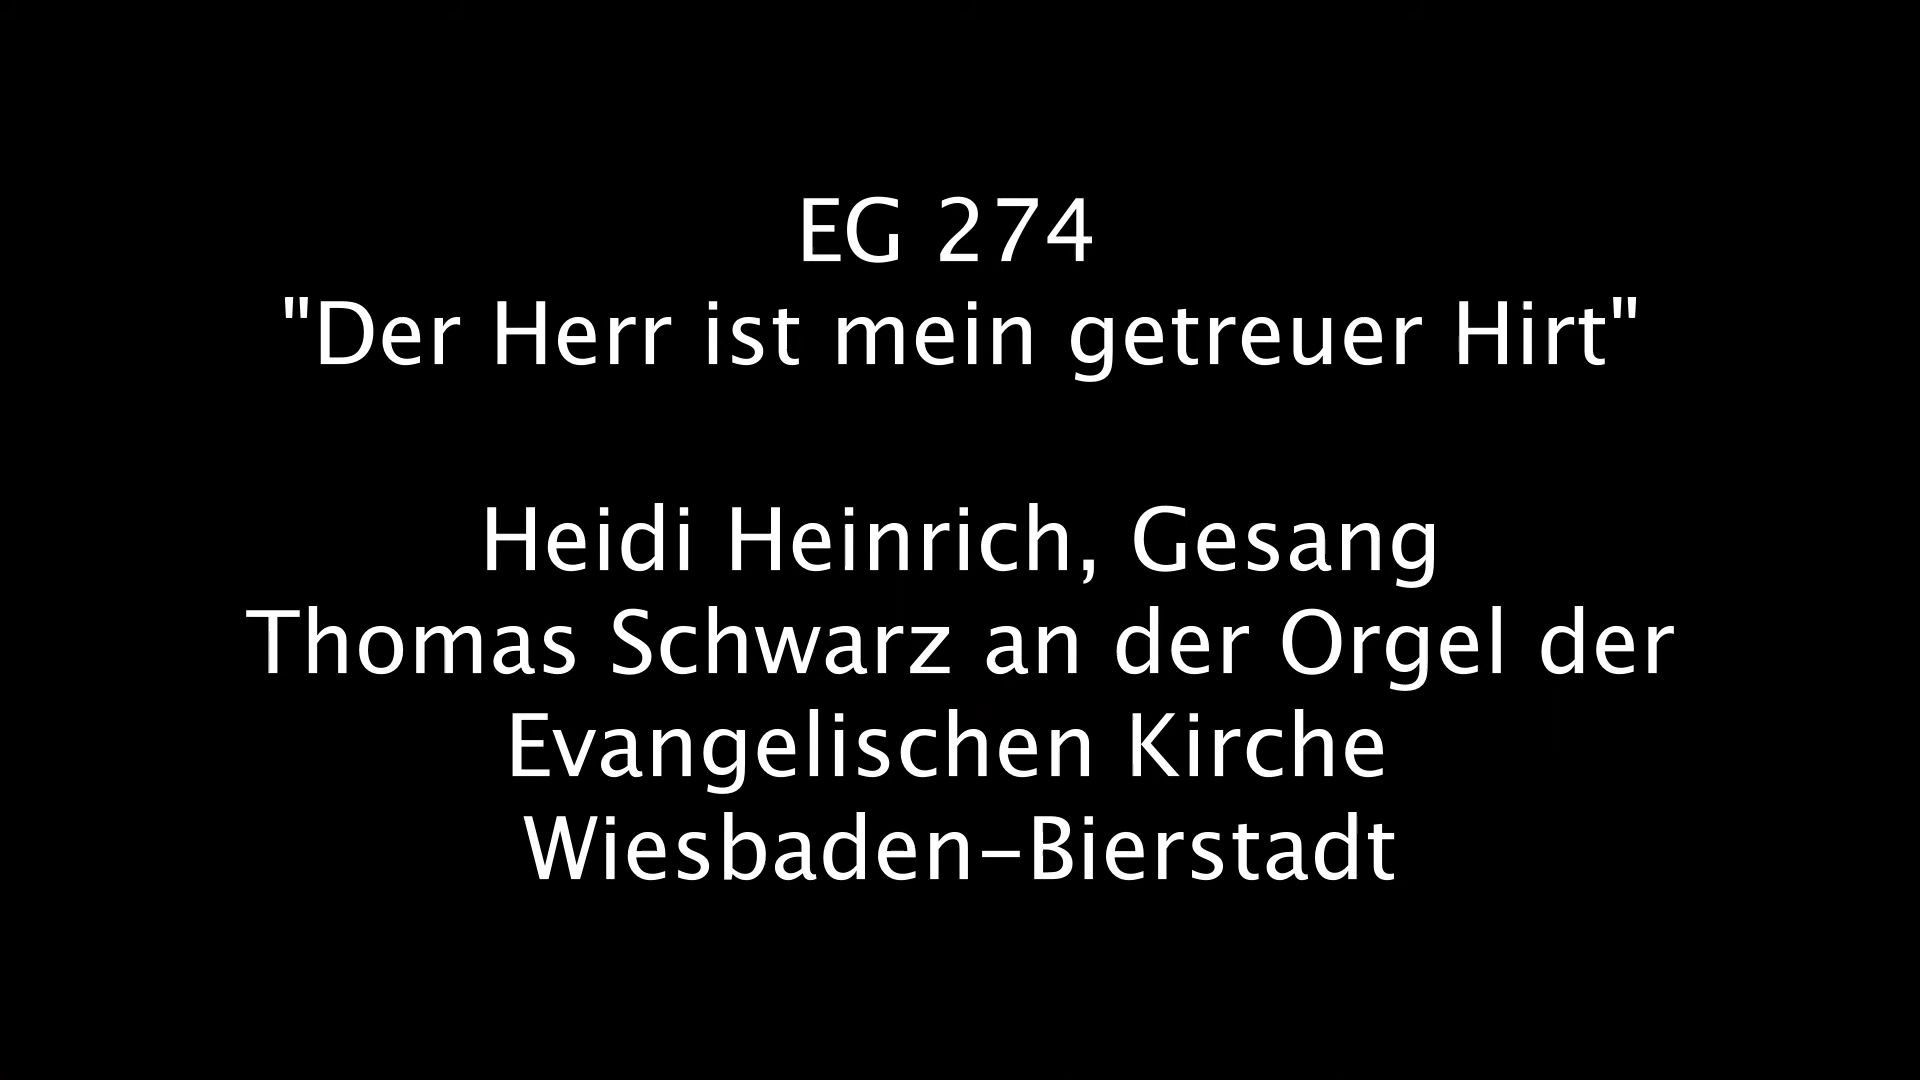 EG 274
"Der Herr ist mein getreuer Hirt"
Heidi Heinrich, Gesang
Thomas Schwarz an der Orgel der
Evangelischen Kirche
Wiesbaden-Bierstadt